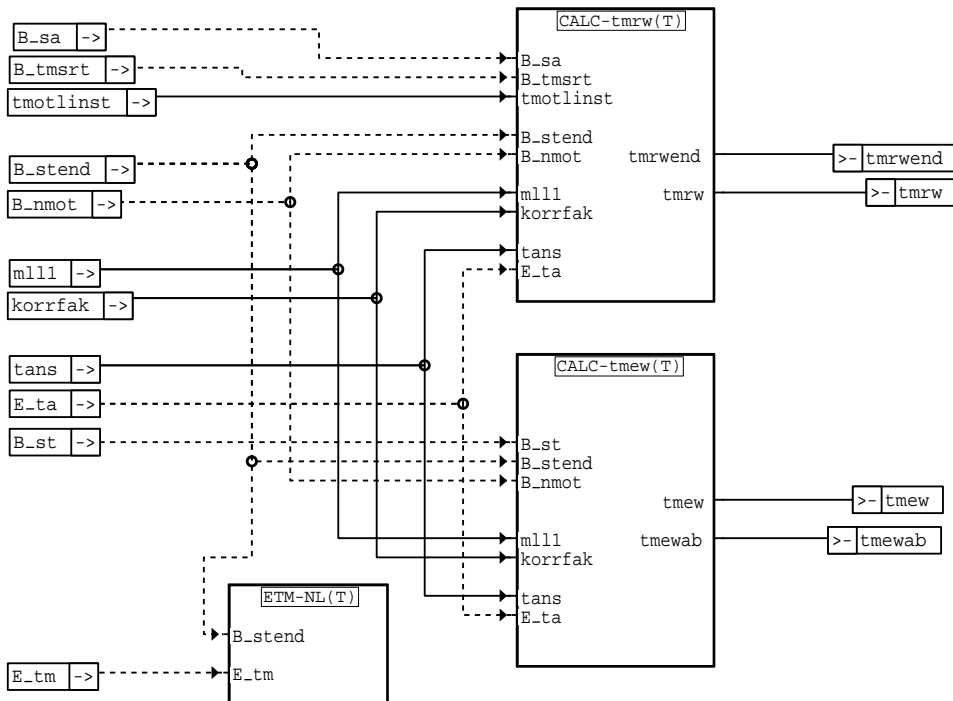 CALC-tmrw(T)
B_sa ->
B_tmsrt ->
tmotlinst ->
B_stend ->
B_nmot ->
mll1 ->
korrfak ->
tans ->
E_ta ->
B_st ->
E_tm ->
B_sa
B_tmsrt
tmotlinst
B_stend
B_nmot
mll1
korrfak
tans
E_ta
tmrwend
tmrw
>- tmrwend
>- tmrw
CALC-tmew(T)
B_st
B_stend
B_nmot
mll1
korrfak
tans
E_ta
tmew
tmewab
>- tmew
>- tmewab
ETM-NL(T)
B_stend
E_tm